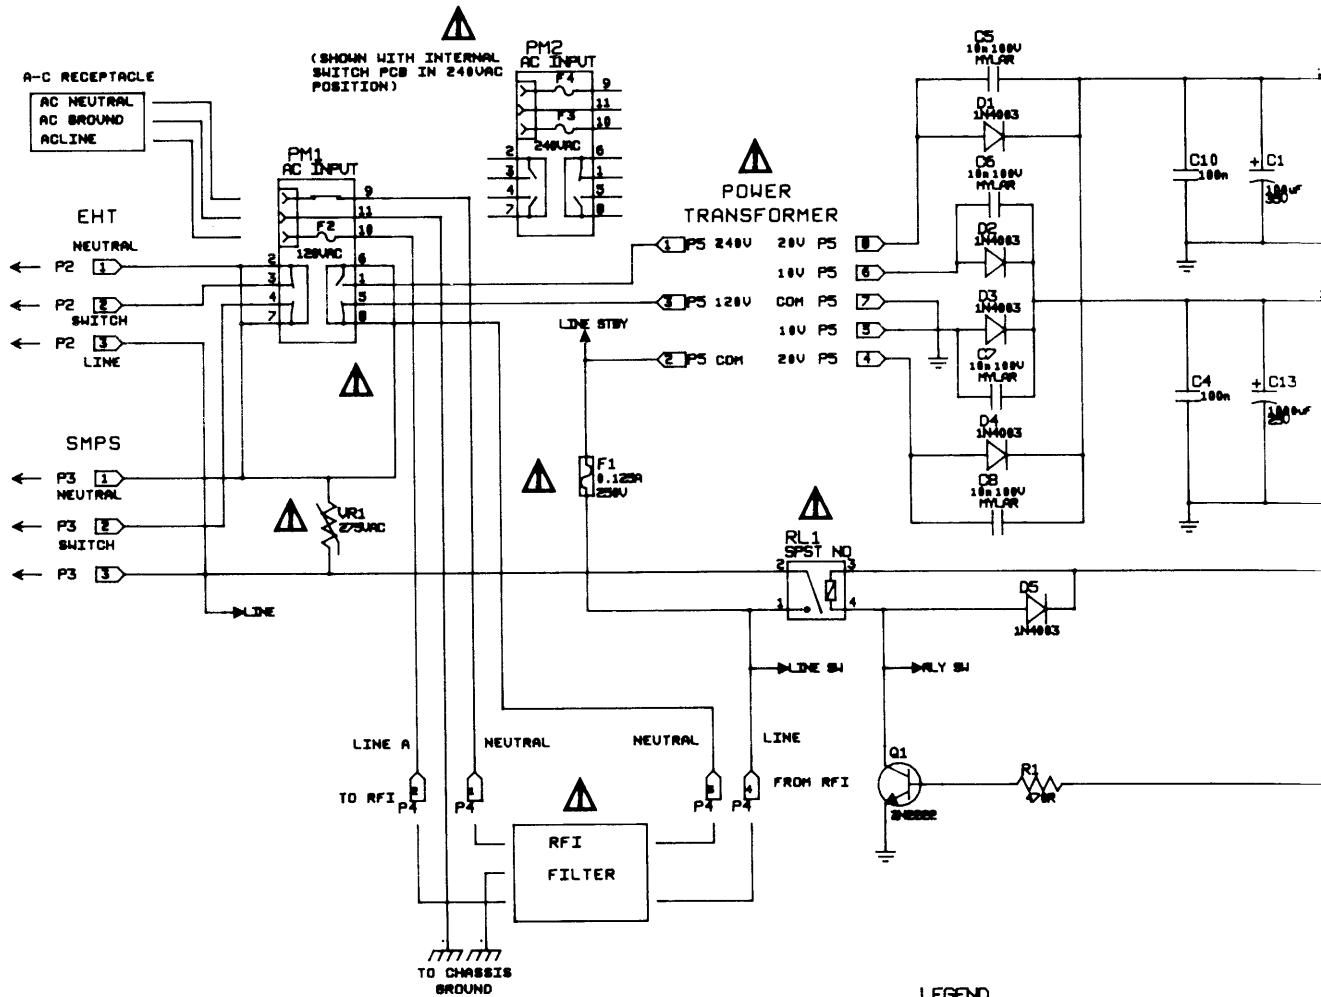 (SHOWN WITH INTERNAL
SWITCH PCB IN 240VAC
POSITION)
PM2
AC INPUT
F4
9
11
F3
10
240VAC
2
3
4
7
6
1
5
8
A-C RECEPTACLE
AC NEUTRAL
AC GROUND
ACLINE
PM1
AC INPUT
9
11
F2
10
120VAC
2
3
4
7
6
1
5
8
EHT
NEUTRAL
P2 1
P2 2
SWITCH
P2 3
LINE
SMPS
P3 1
NEUTRAL
P3 2
SWITCH
P3 3
LINE
VR1
275VAC
LINE STBY
F1
0.125A
250V
POWER
TRANSFORMER
1 P5 240V
3 P5 120V
2 P5 COM
20V P5 8
10V P5 6
COM P5 7
10V P5 5
20V P5 4
C5
10n 100V
MYLAR
D1
1N4003
C6
10n 100V
MYLAR
D2
1N4003
D3
1N4003
C7
10n 100V
MYLAR
D4
1N4003
C8
10n 100V
MYLAR
C10
100n
+ C1
C4
100n
+ C13
RL1
SPST NO
2
1
3
4
D5
1N4003
LINE SW
RLY SW
Q1
2N2222
R1
470R
LINE A
NEUTRAL
NEUTRAL
LINE
TO RFI
2
P4
1
P4
P4
4
P4
FROM RFI
RFI
FILTER
TO CHASSIS
GROUND
LEGEND